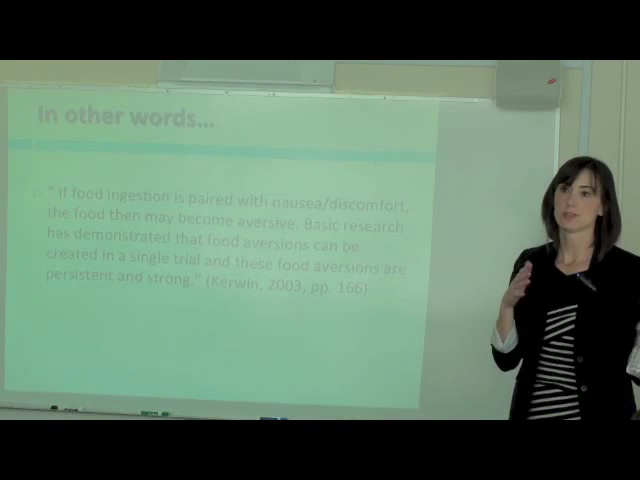 In other words...
" If food ingestion is paired with nausea/discomfort,
the food then may become aversive. Basic research
has demonstrated that food aversions can be
created in a single trial and these food aversions are
persistent and strong." (Kerwin, 2003, pp. 166)